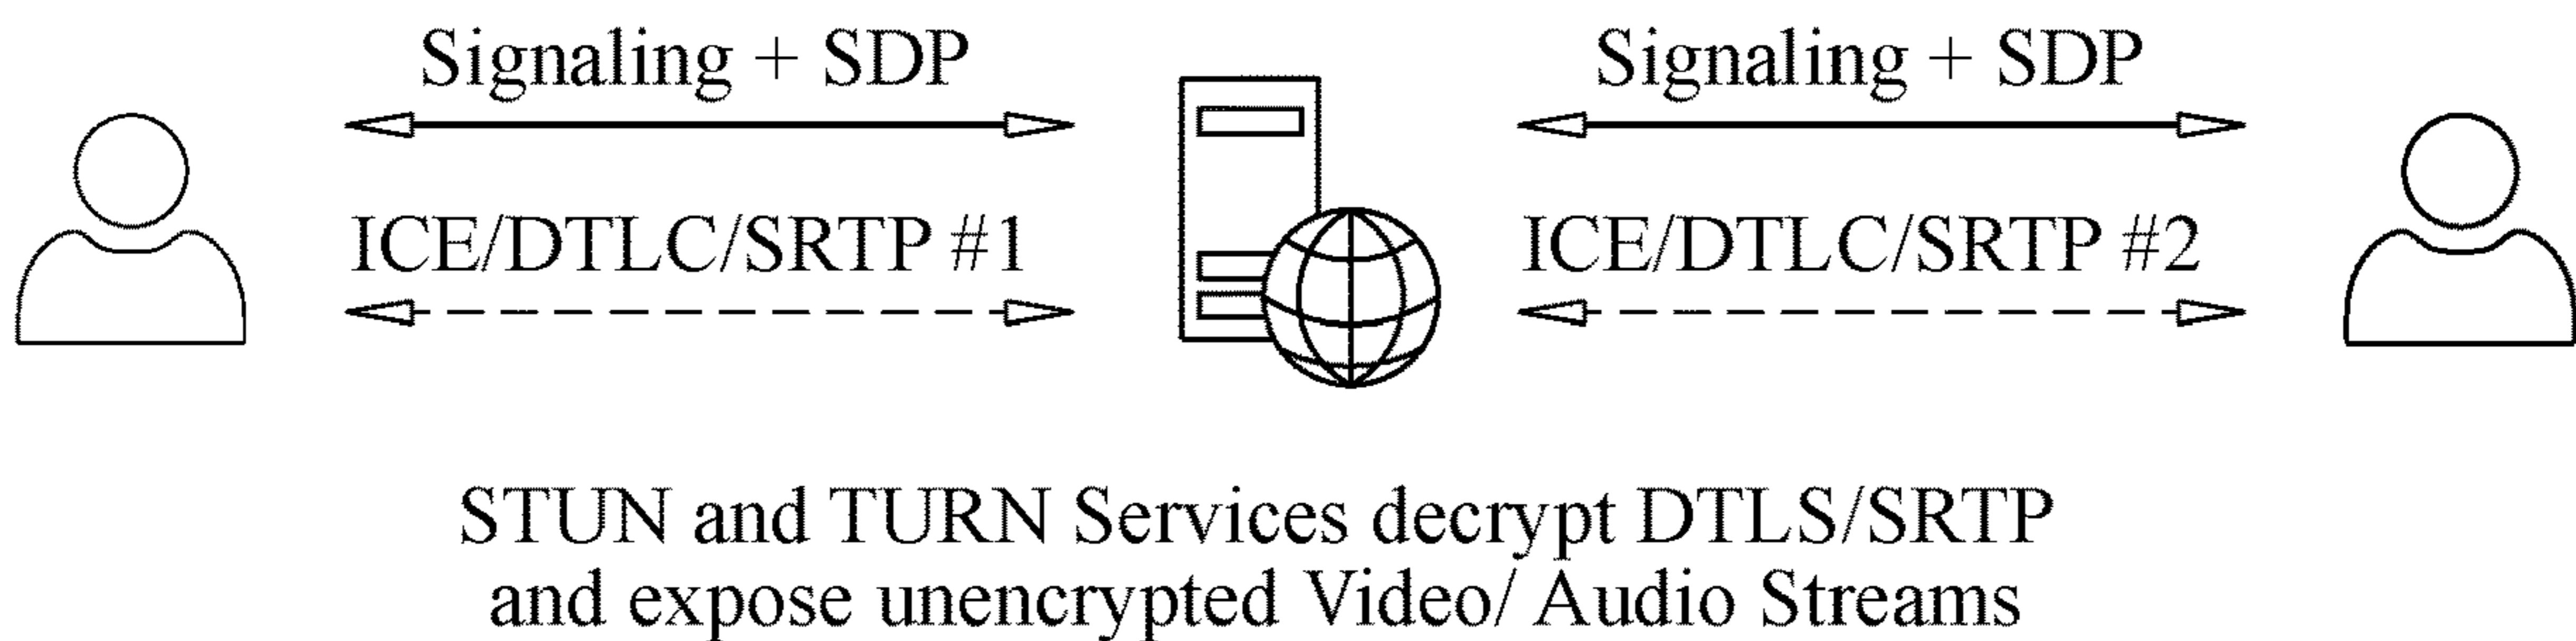 Signaling + SDP
Signaling + SDP
ICE/DTLC/SRTP #1
ICE/DTLC/SRTP #2
STUN and TURN Services decrypt DTLS/SRTP
and expose unencrypted Video/ Audio Streams